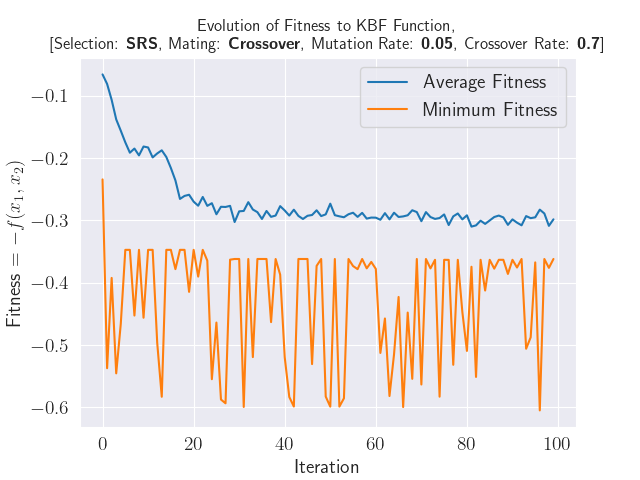 Evolution of Fitness to KBF Function,
[Selection: SRS, Mating: Crossover, Mutation Rate: 0.05, Crossover Rate: 0.7]
Average Fitness
Minimum Fitness
−0.1
−0.2
−0.3
−0.4
−0.5
−0.6
Fitness = −f(x₁, x₂)
0 20 40 60 80 100
Iteration